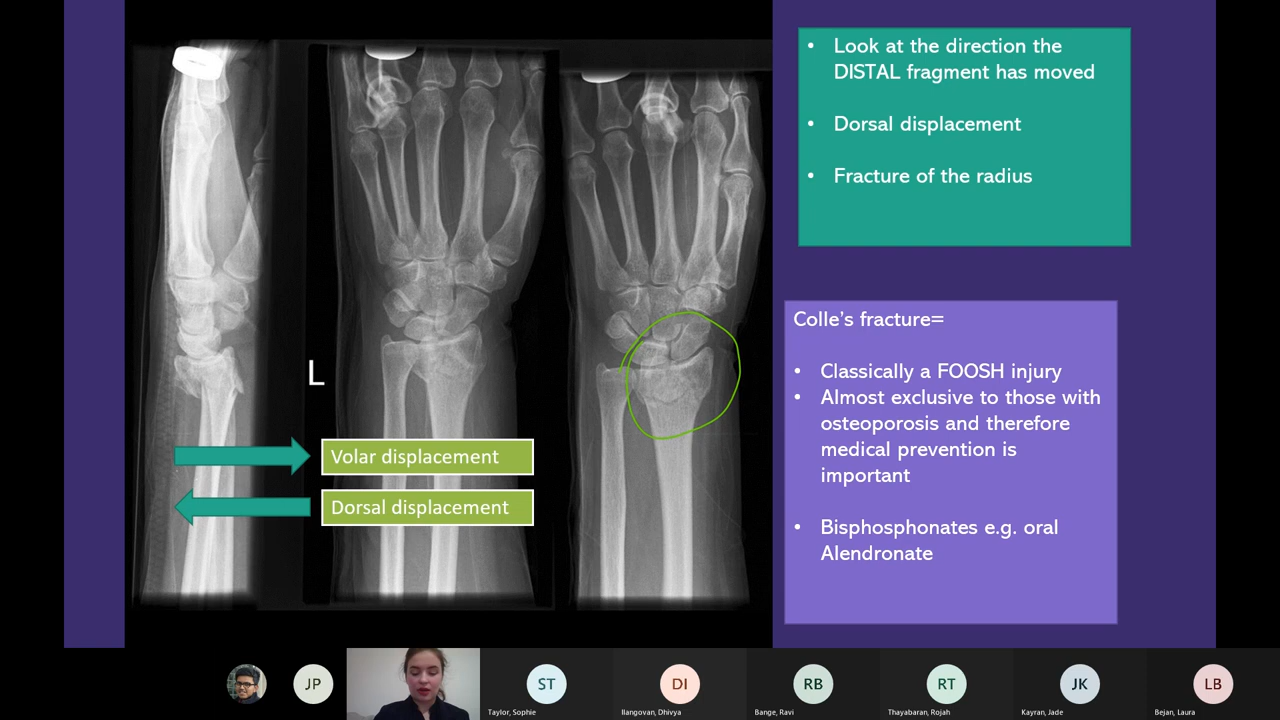 • Look at the direction the
DISTAL fragment has moved
• Dorsal displacement
• Fracture of the radius
L
Volar displacement
Dorsal displacement
Colle's fracture=
• Classically a FOOSH injury
• Almost exclusive to those with
osteoporosis and therefore
medical prevention is
important
• Bisphosphonates e.g. oral
Alendronate
JP
ST
DI
RB
RT
JK
LB
Taylor, Sophie
Ilangovan, Dhivya
Bange, Ravi
Thayabaran, Rojah
Kayran, Jade
Bejan, Laura